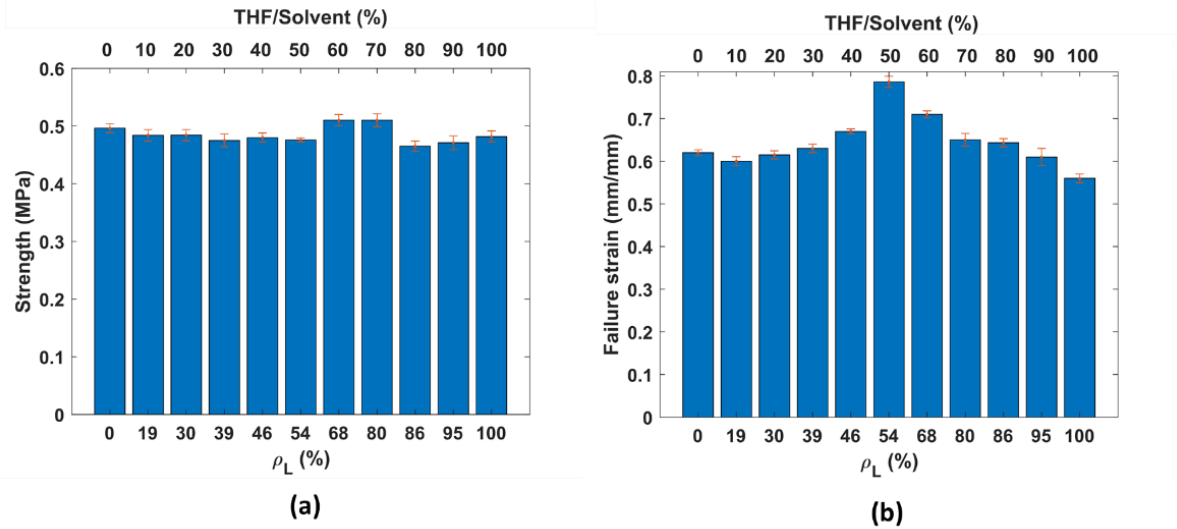 THF/Solvent (%)
0 10 20 30 40 50 60 70 80 90 100
0.6
0.5
0.4
0.3
0.2
0.1
0
Strength (MPa)
0 19 30 39 46 54 68 80 86 95 100
ρL (%)
(a)
THF/Solvent (%)
0 10 20 30 40 50 60 70 80 90 100
0.8
0.7
0.6
0.5
0.4
0.3
0.2
0.1
0
Failure strain (mm/mm)
0 19 30 39 46 54 68 80 86 95 100
ρL (%)
(b)